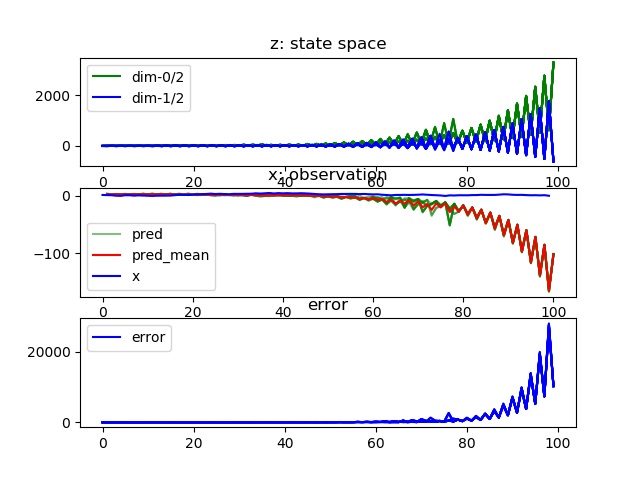 z: state space
2000
0
dim-0/2
dim-1/2
0
20
40
60
80
100
x: observation
0
−100
pred
pred_mean
x
0
20
40
60
80
100
error
20000
0
error
0
20
40
60
80
100